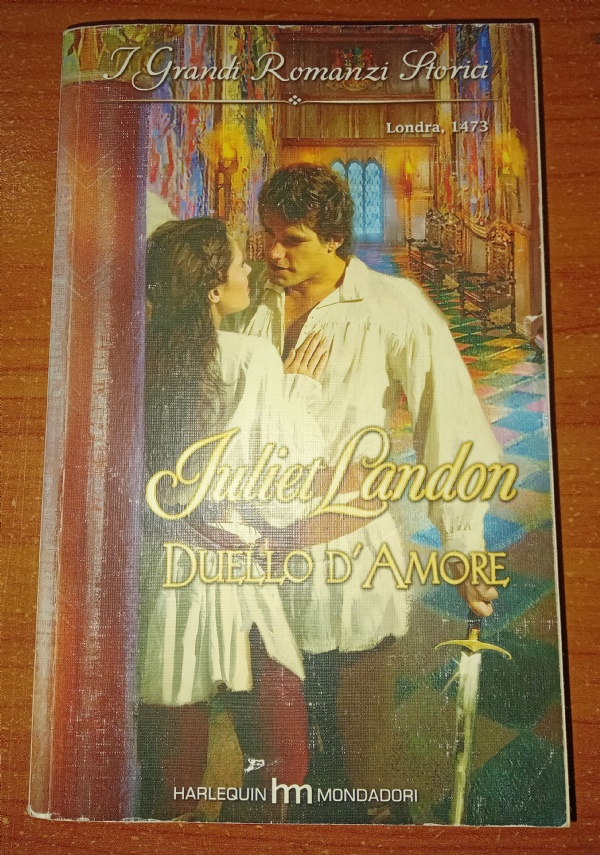 I Grandi Romanzi Storici
Londra, 1473
Juliet Landon
DUELLO D'AMORE
HARLEQUIN hm MONDADORI